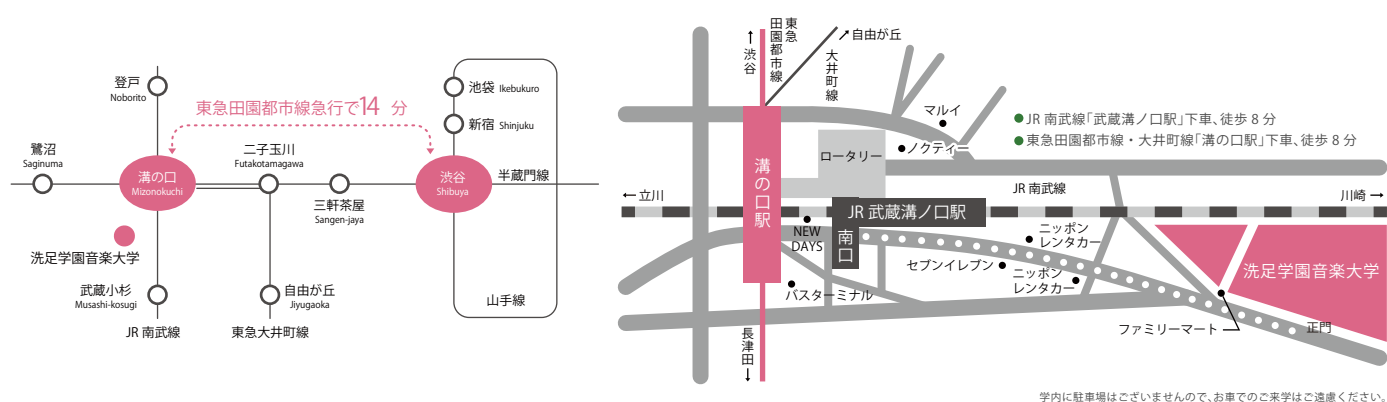 登戸
Noborito
池袋 Ikebukuro
東急田園都市線急行で14 分
新宿 Shinjuku
鷺沼
Saginuma
溝の口
Mizonokuchi
二子玉川
Futakotamagawa
三軒茶屋
Sangen-jaya
渋谷
Shibuya
半蔵門線
洗足学園音楽大学
武蔵小杉
Musashi-kosugi
自由が丘
Jiyugaoka
山手線
JR 南武線
東急大井町線
↑渋谷
東急
田園都市線
↗自由が丘
大井町線
マルイ
ノクティー
ロータリー
● JR 南武線「武蔵溝ノ口駅」下車、徒歩 8 分
● 東急田園都市線・大井町線「溝の口駅」下車、徒歩 8 分
溝の口駅
←立川
JR 南武線
川崎→
JR 武蔵溝ノ口駅
南口
NEW
DAYS
ニッポン
レンタカー
セブンイレブン
ニッポン
レンタカー
バスターミナル
洗足学園音楽大学
ファミリーマート
正門
長津田↓
学内に駐車場はございませんので、お車でのご来学はご遠慮ください。